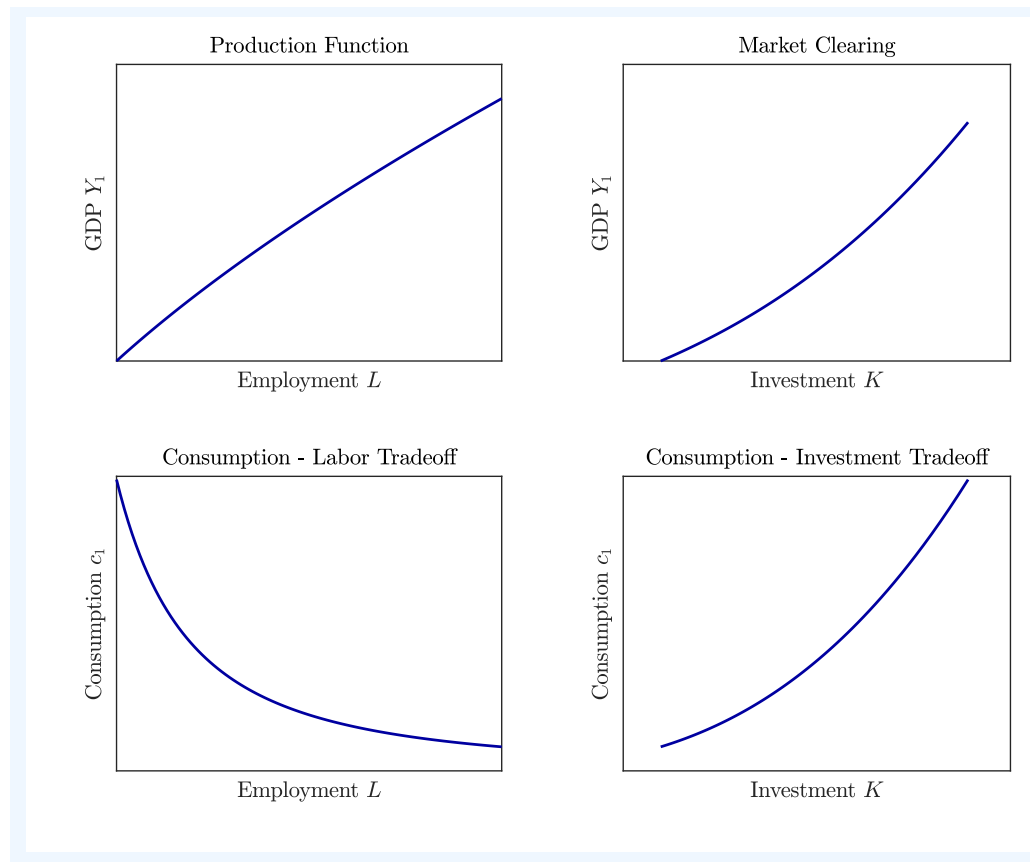 Production Function
GDP Y₁
Employment L
Market Clearing
GDP Y₁
Investment K
Consumption - Labor Tradeoff
Consumption c₁
Employment L
Consumption - Investment Tradeoff
Consumption c₁
Investment K